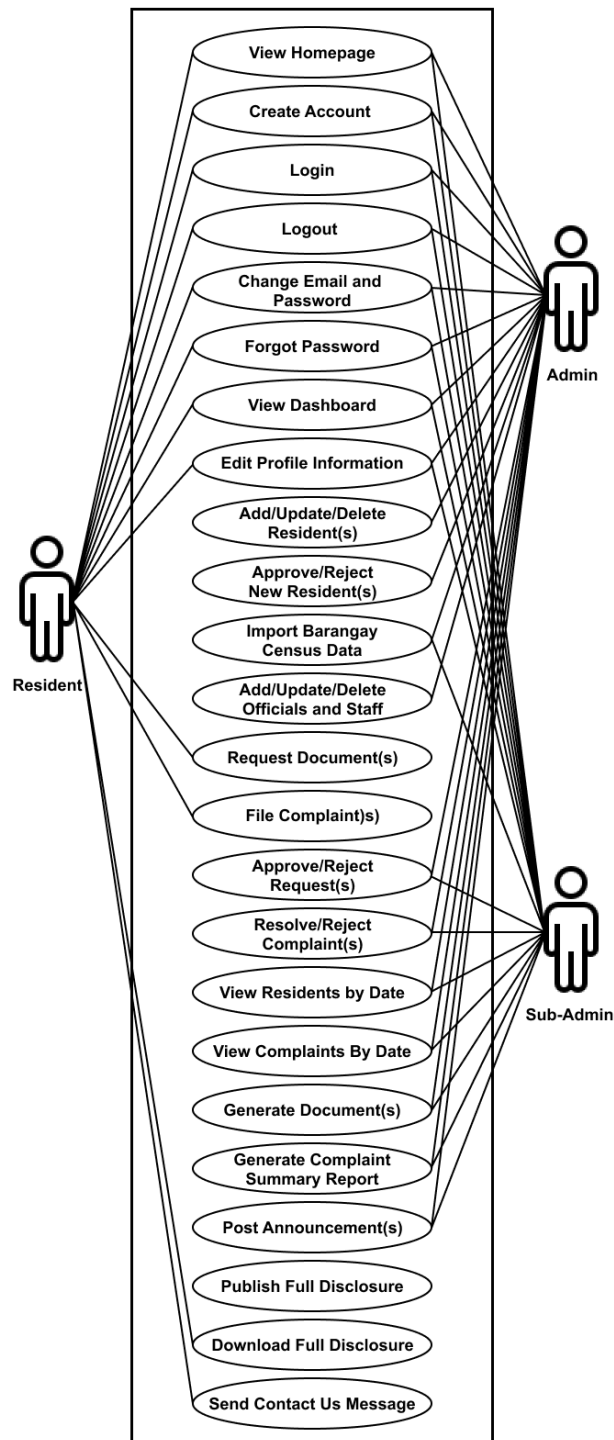 View Homepage
Create Account
Login
Logout
Change Email and
Password
Forgot Password
View Dashboard
Edit Profile Information
Add/Update/Delete
Resident(s)
Approve/Reject
New Resident(s)
Import Barangay
Census Data
Add/Update/Delete
Officials and Staff
Request Document(s)
File Complaint)s)
Approve/Reject
Request(s)
Resolve/Reject
Complaint(s)
View Residents by Date
View Complaints By Date
Generate Document(s)
Generate Complaint
Summary Report
Post Announcement(s)
Publish Full Disclosure
Download Full Disclosure
Send Contact Us Message
Resident
Admin
Sub-Admin